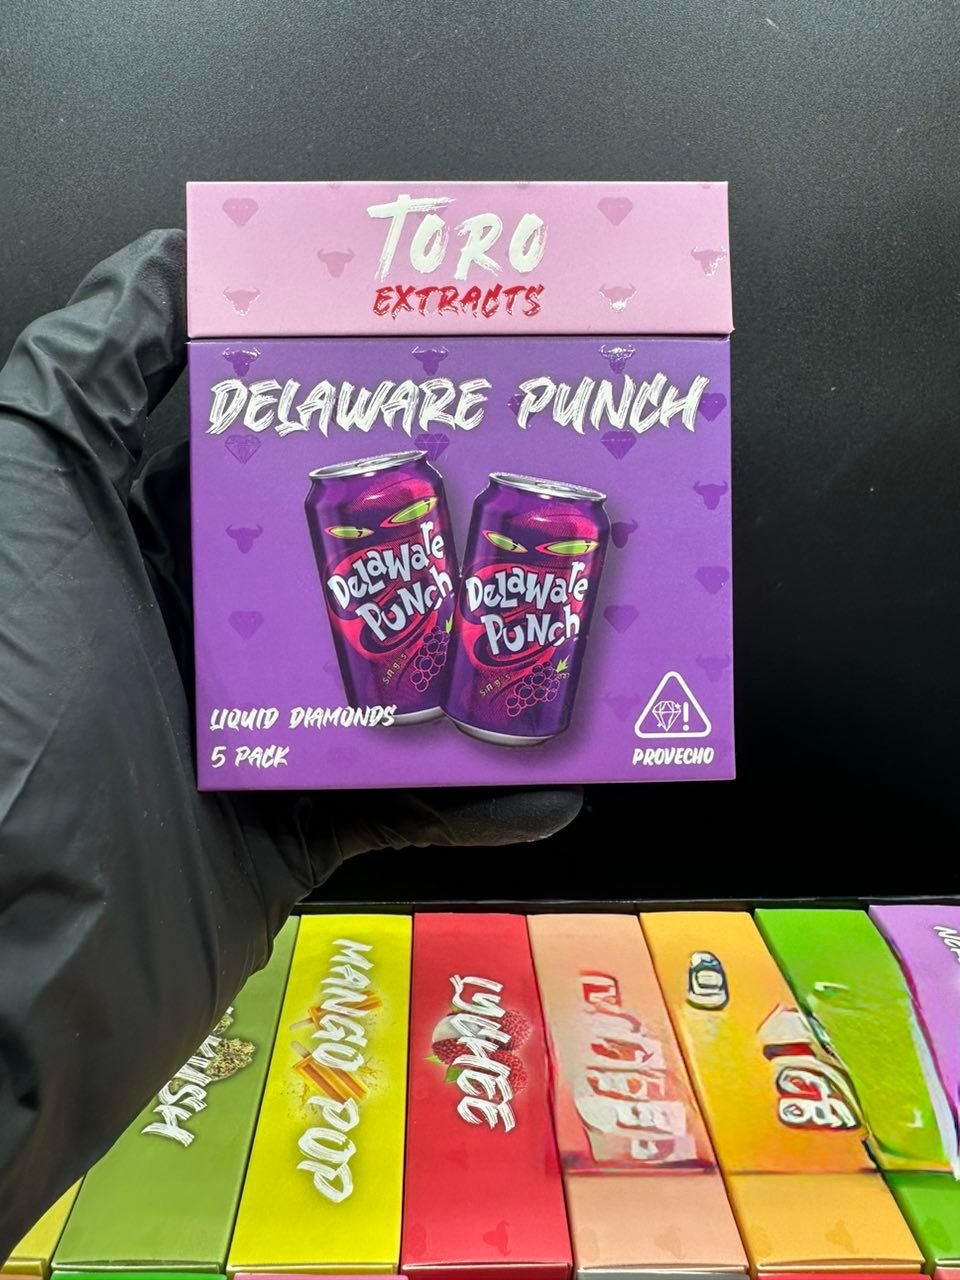 TORO
EXTRACTS
DELAWARE PUNCH
Delaware
Punch
Delaware
Punch
LIQUID DIAMONDS
5 PACK
PROVECHO
MANGO POP
LYCHEE